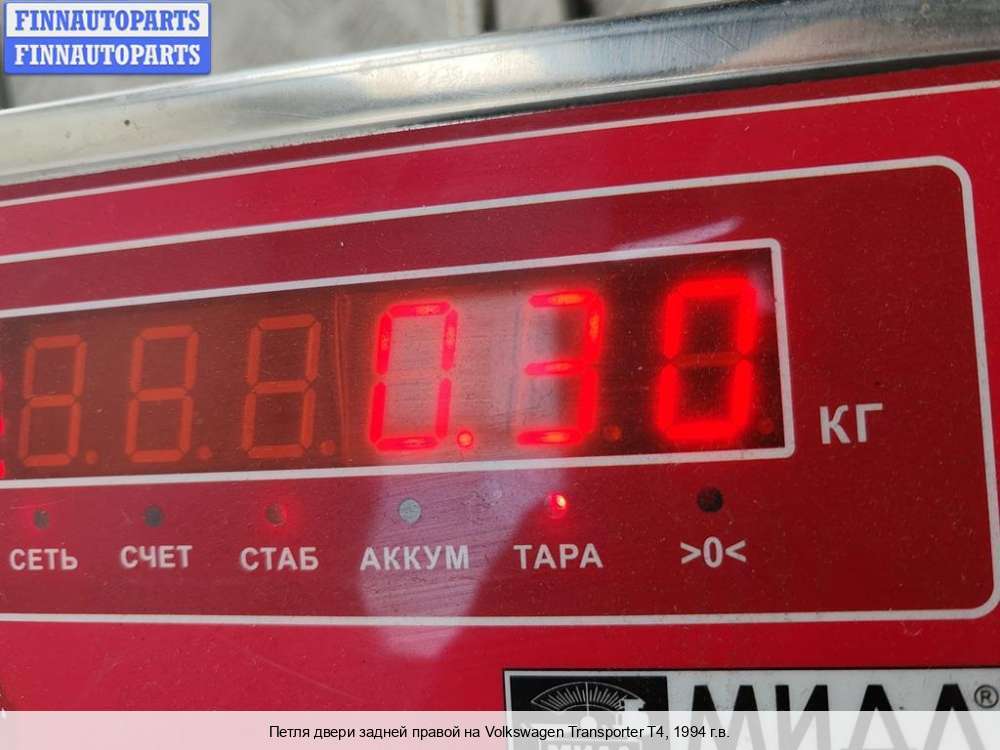 FINNAUTOPARTS
FINNAUTOPARTS
0.30
КГ
СЕТЬ СЧЕТ СТАБ АККУМ ТАРА >0<
МИДЛ®
Петля двери задней правой на Volkswagen Transporter T4, 1994 г.в.